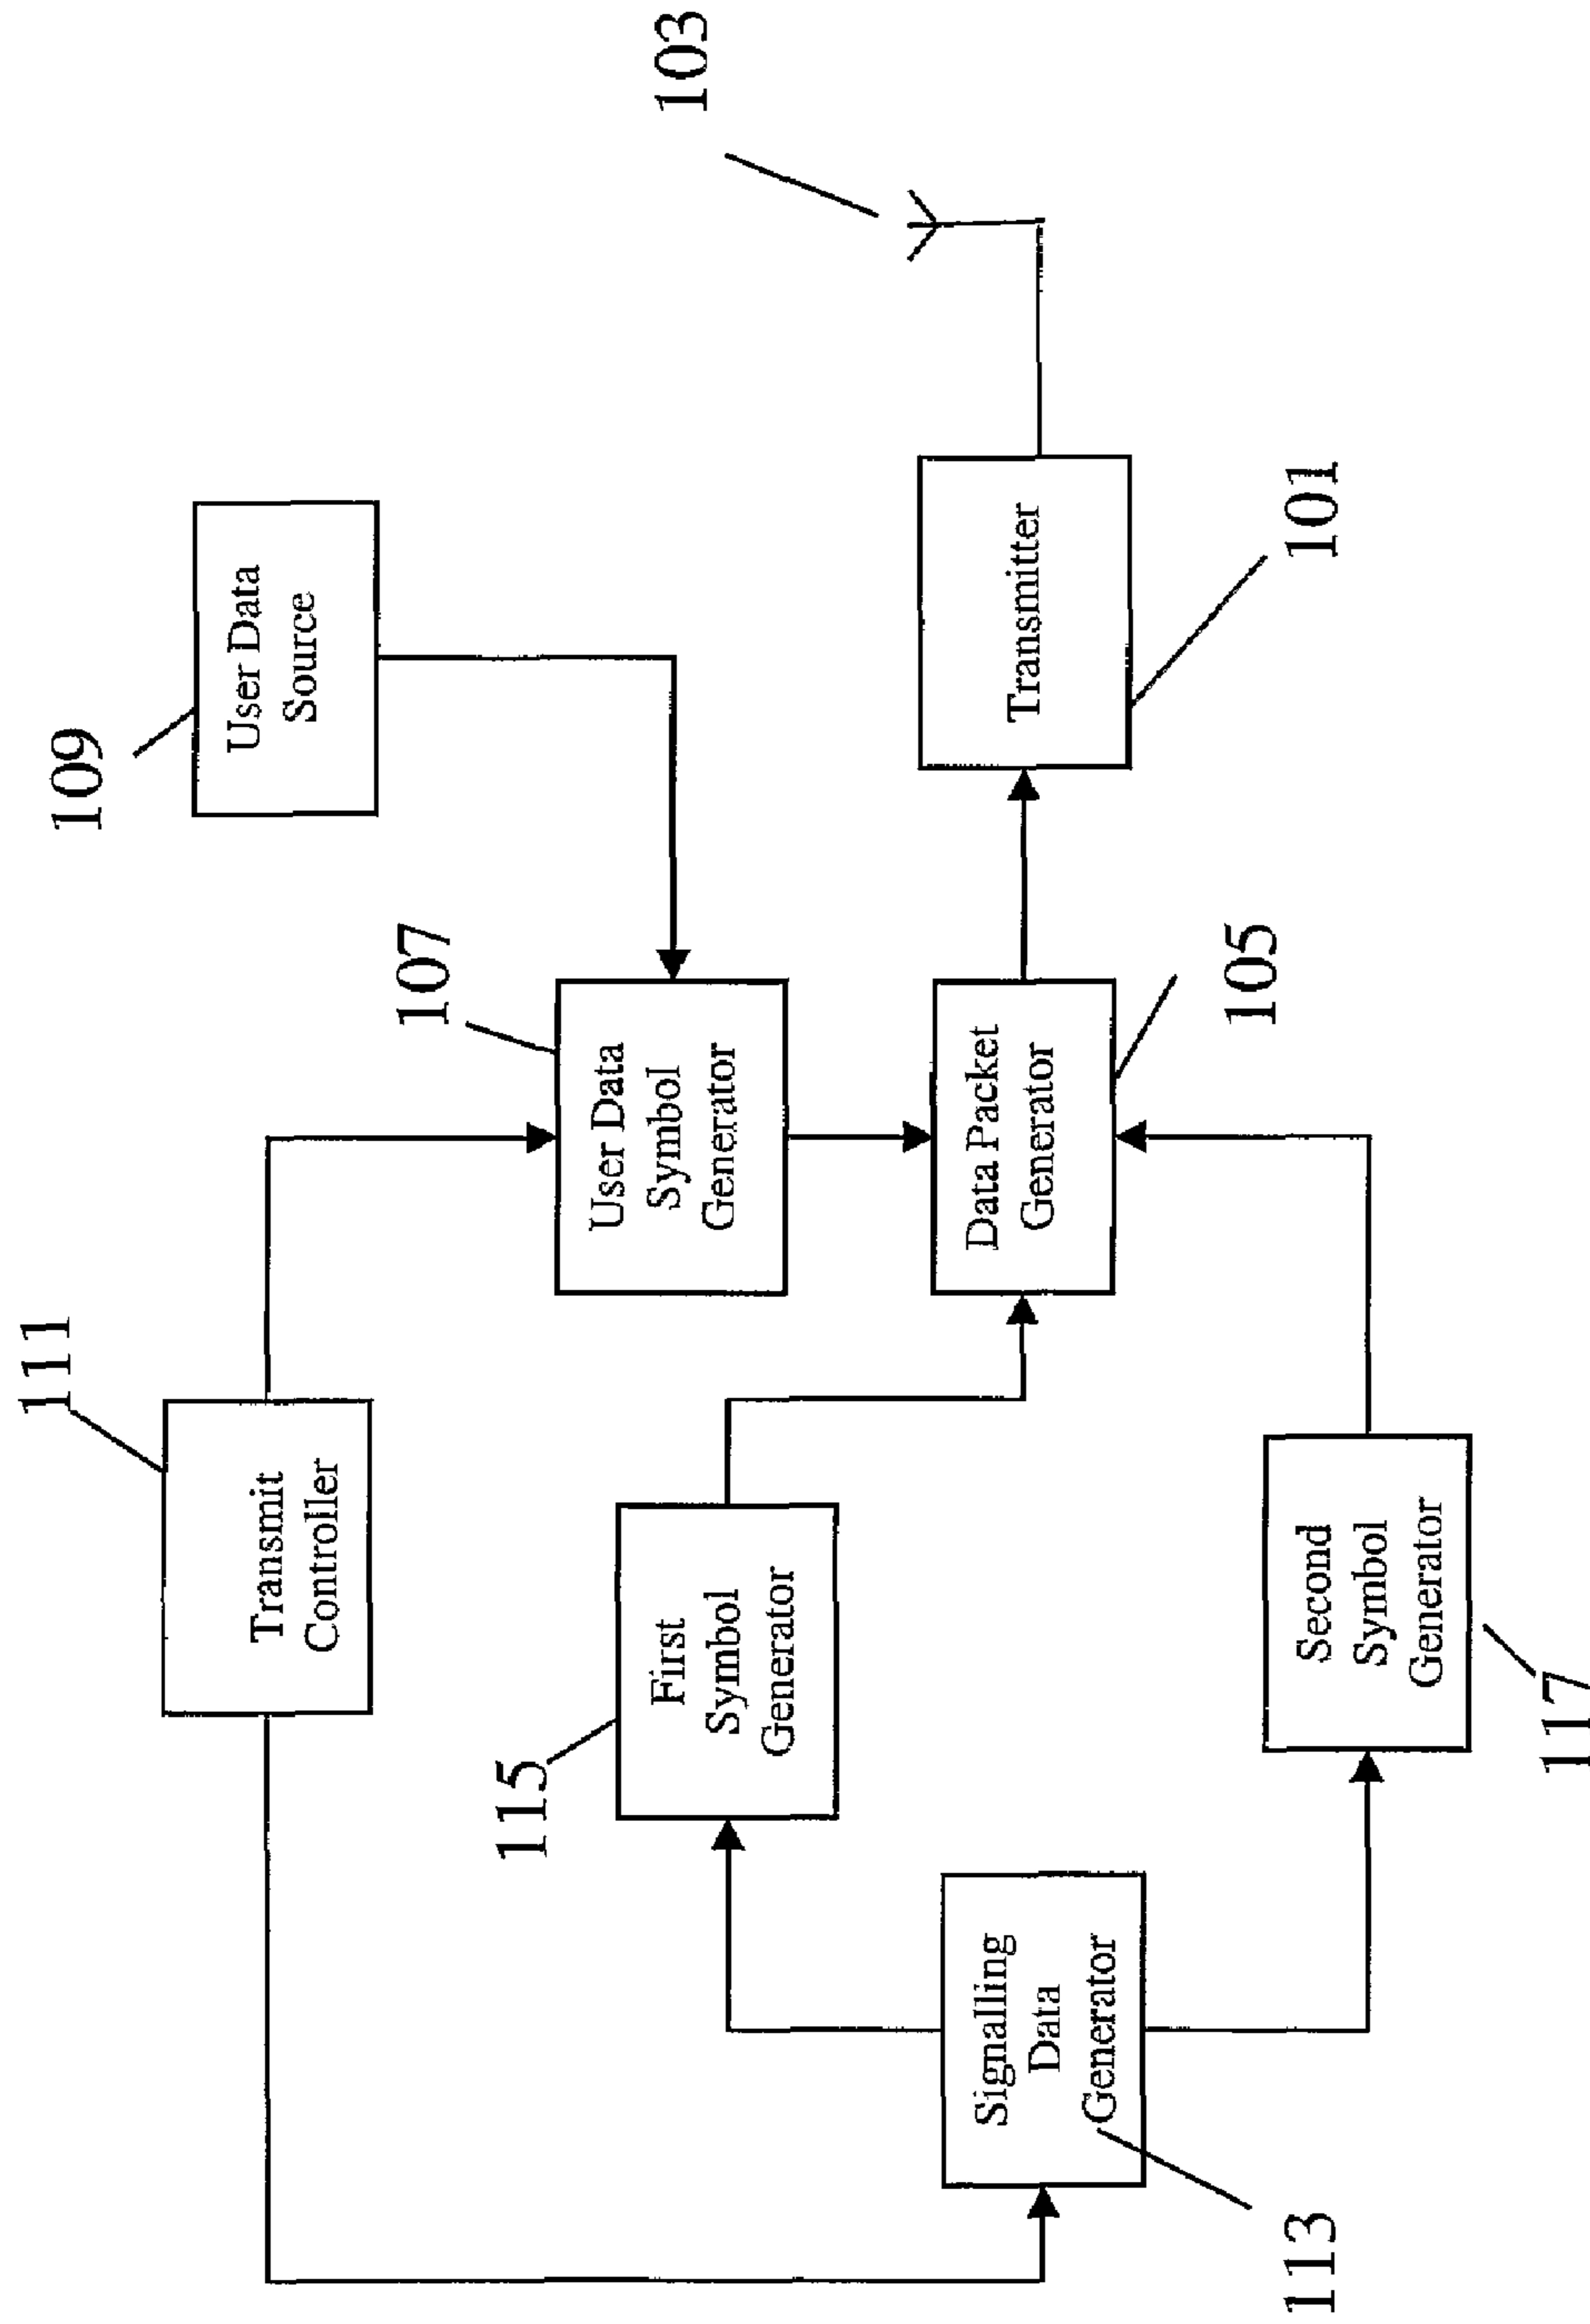 111
Transmit
Controller
109
User Data
Source
107
User Data
Symbol
Generator
103
115
First
Symbol
Generator
Data Packet
Generator
105
Transmitter
101
Signalling
Data
Generator
113
Second
Symbol
Generator
117